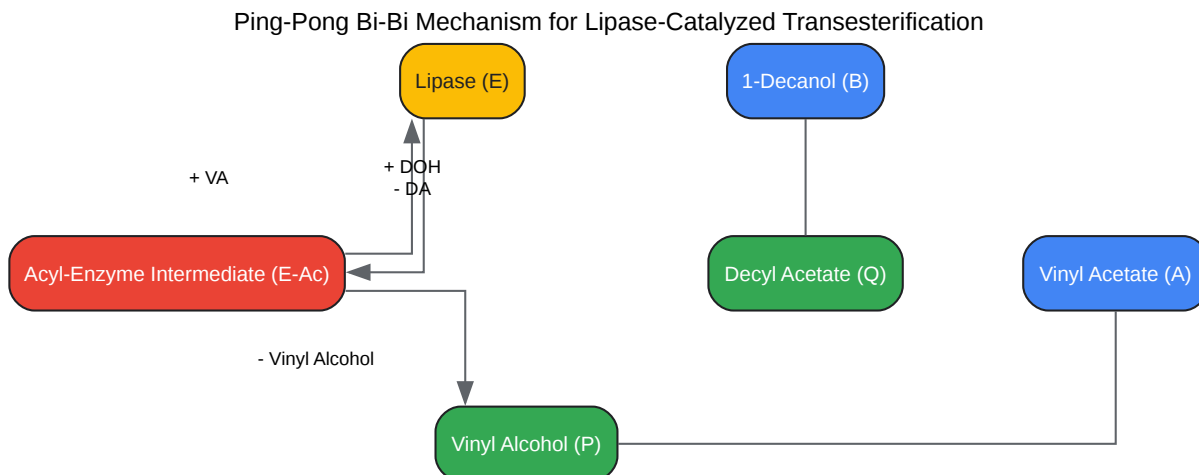 Ping-Pong Bi-Bi Mechanism for Lipase-Catalyzed Transesterification
Lipase (E)
1-Decanol (B)
+ DOH
- DA
+ VA
Acyl-Enzyme Intermediate (E-Ac)
Decyl Acetate (Q)
Vinyl Acetate (A)
- Vinyl Alcohol
Vinyl Alcohol (P)